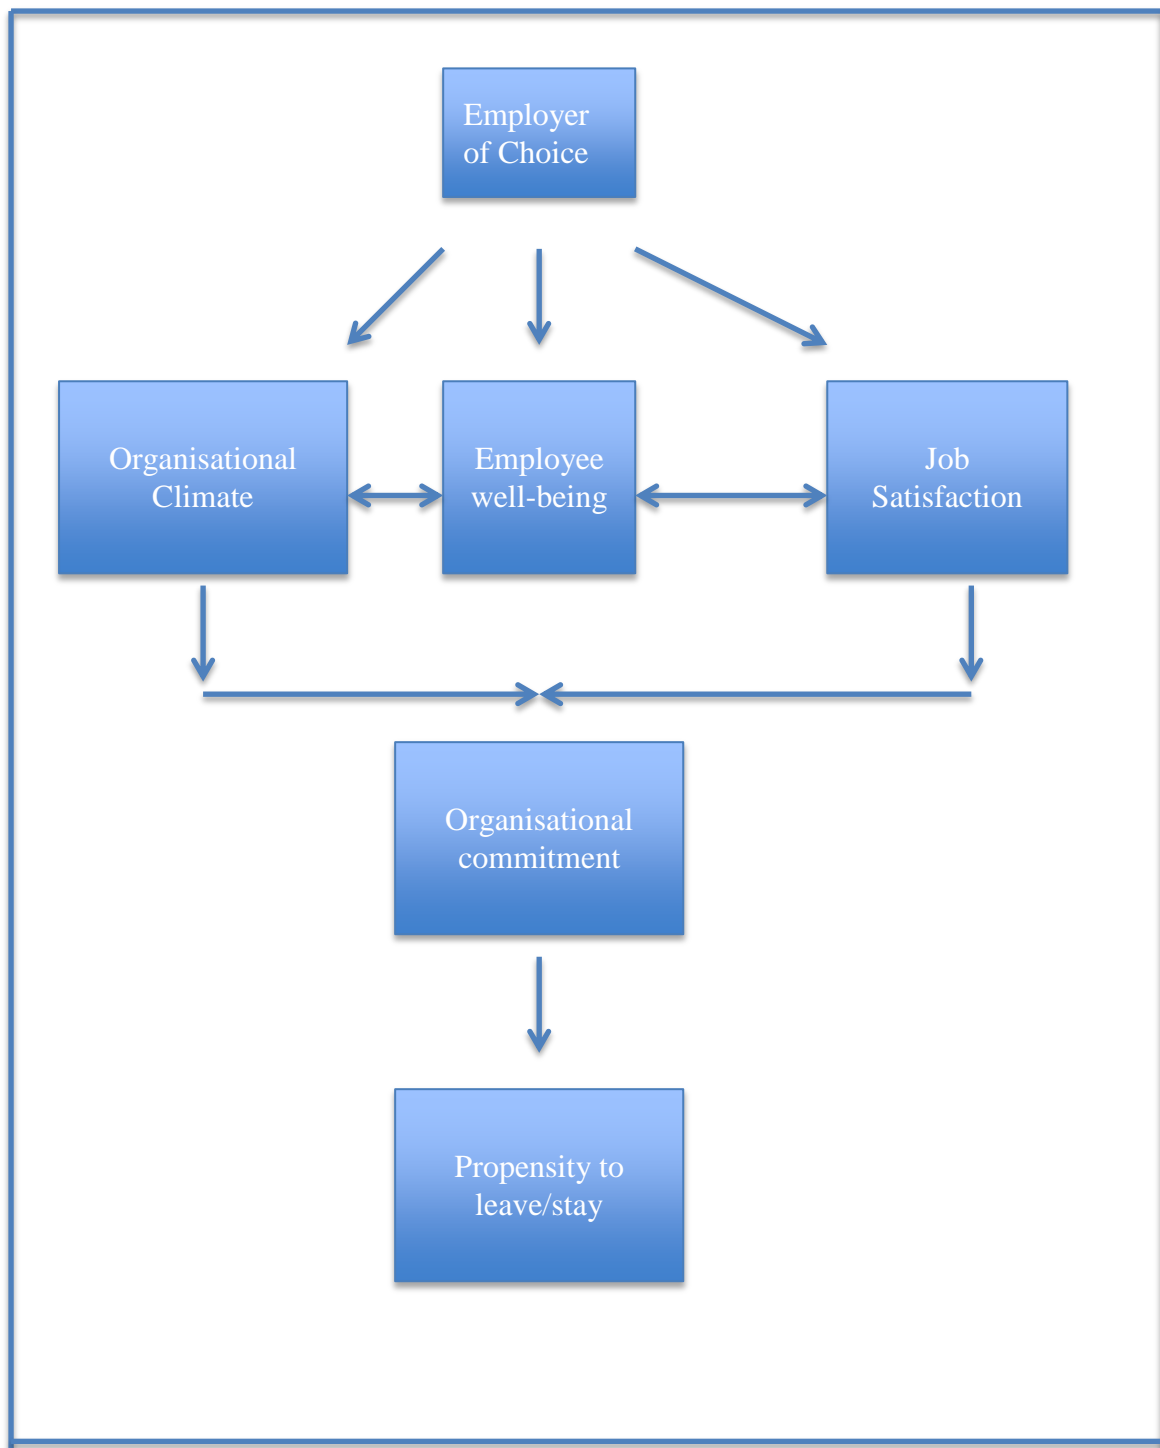 Employer
of Choice
Organisational
Climate
Employee
well-being
Job
Satisfaction
Organisational
commitment
Propensity to
leave/stay